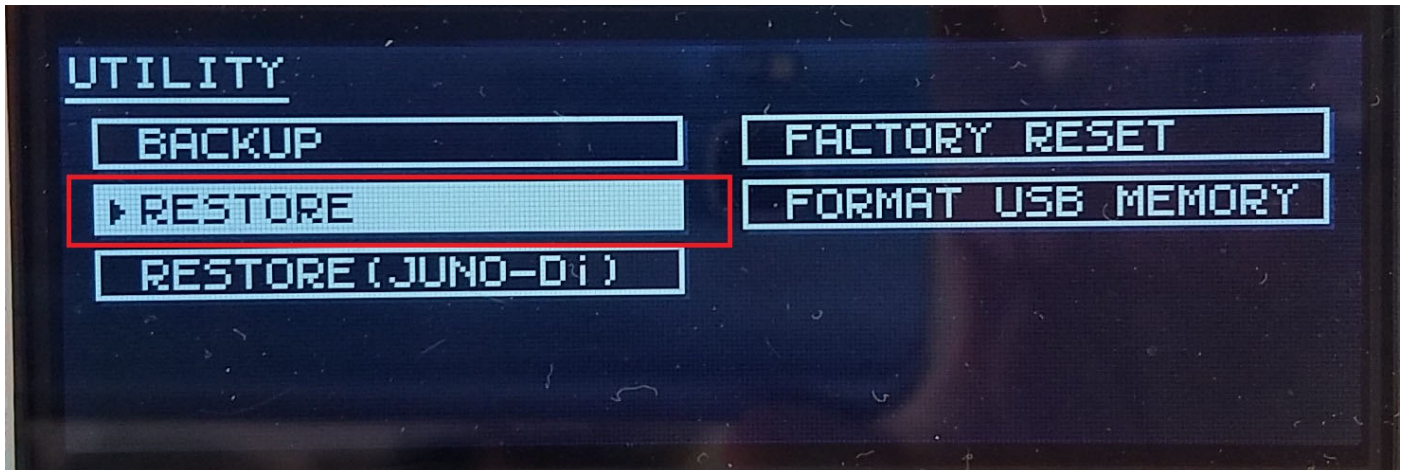 UTILITY
BACKUP
RESTORE
RESTORE(JUNO-Di)
FACTORY RESET
FORMAT USB MEMORY